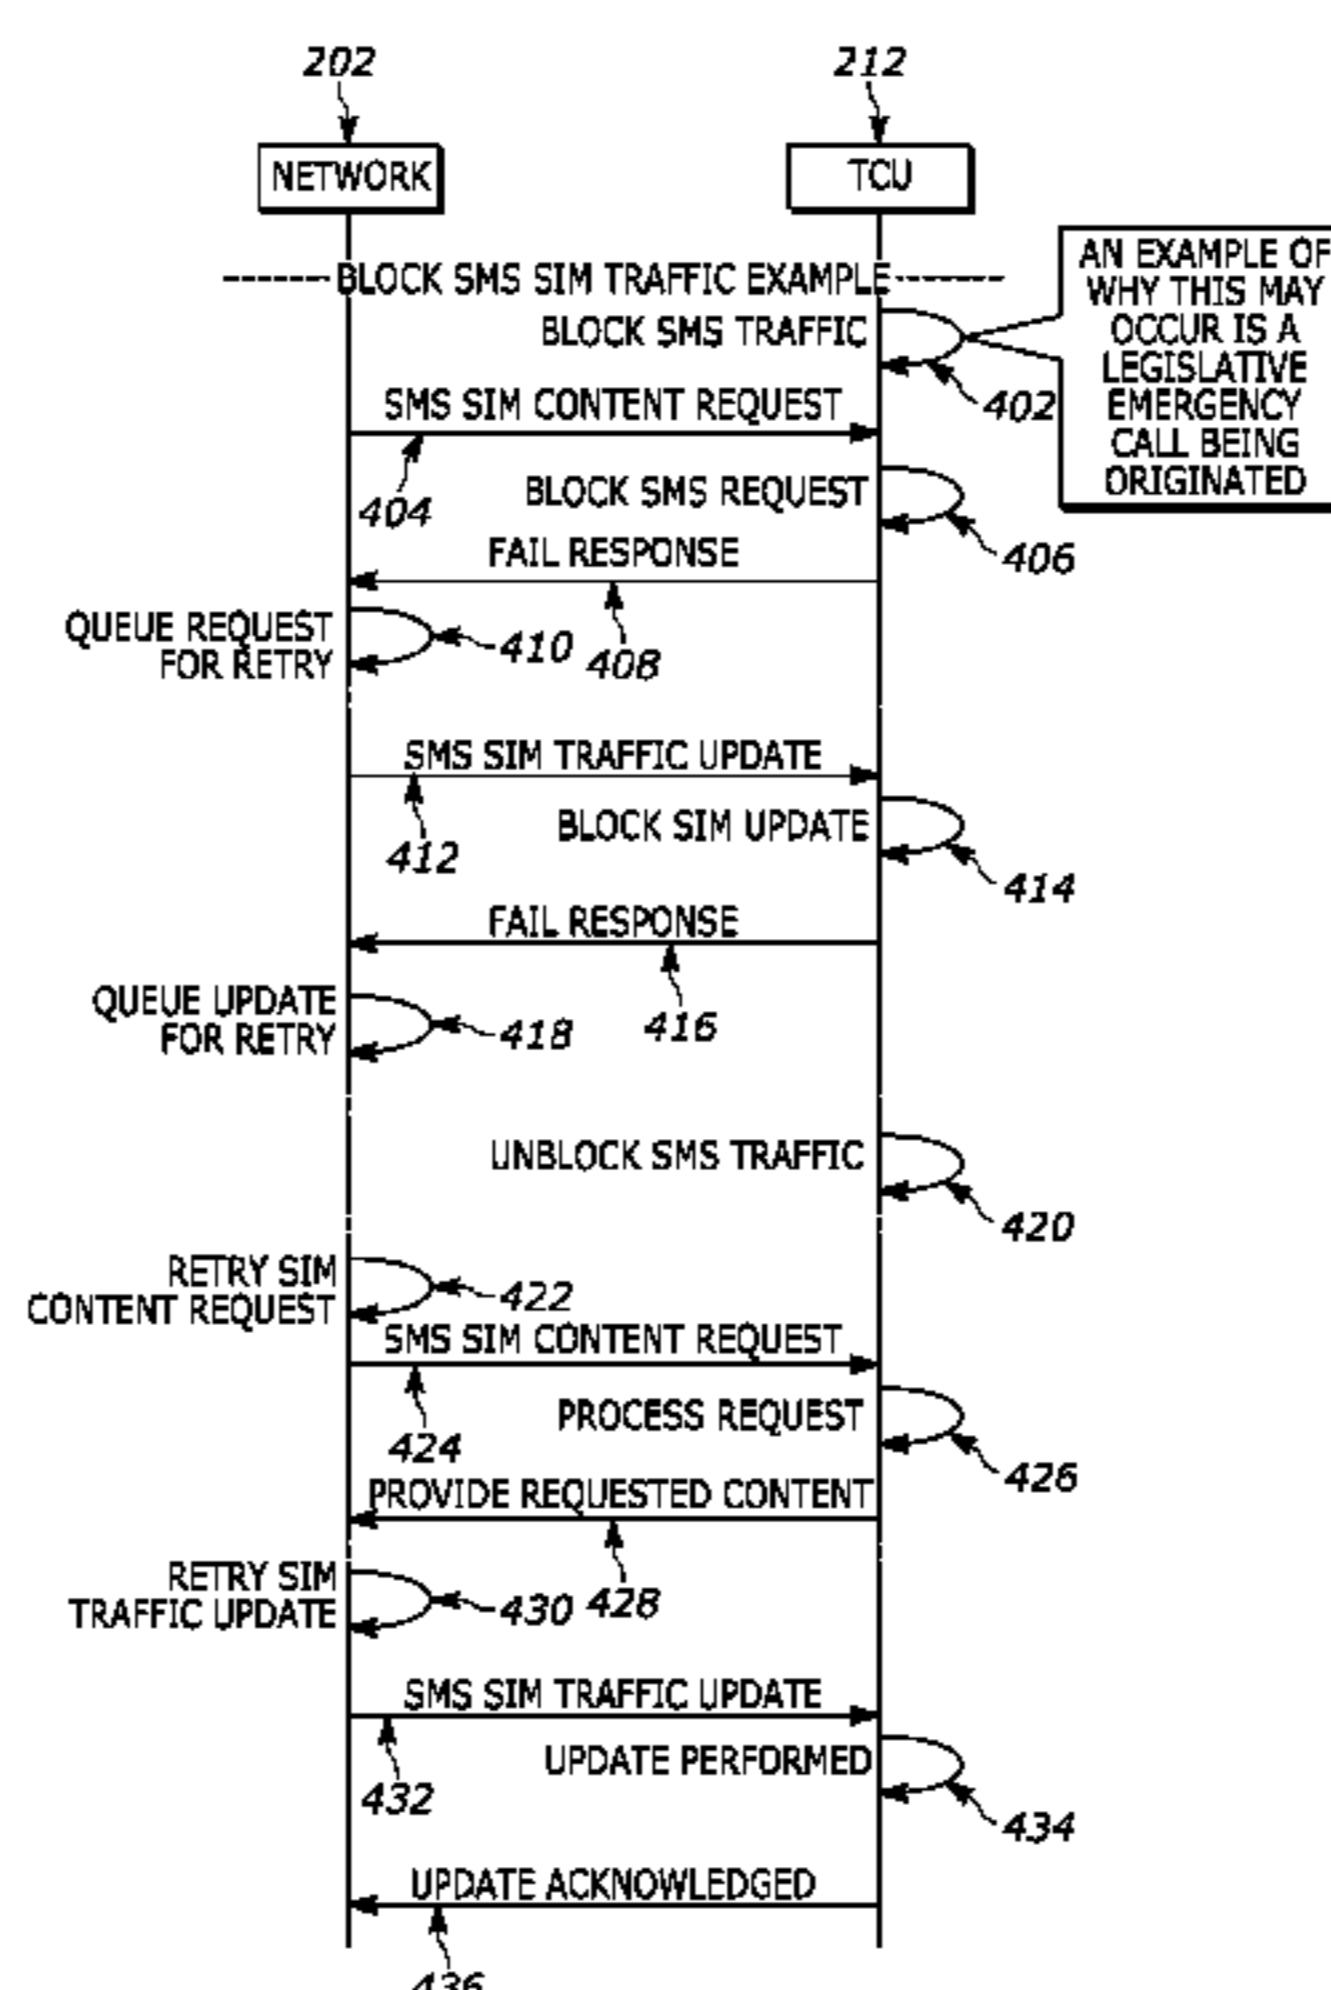 202
212
NETWORK
TCU
BLOCK SMS SIM TRAFFIC EXAMPLE
AN EXAMPLE OF
WHY THIS MAY
OCCUR IS A
LEGISLATIVE
EMERGENCY
CALL BEING
ORIGINATED
BLOCK SMS TRAFFIC
402
SMS SIM CONTENT REQUEST
404
BLOCK SMS REQUEST
406
FAIL RESPONSE
408
QUEUE REQUEST
FOR RETRY
410
SMS SIM TRAFFIC UPDATE
412
BLOCK SIM UPDATE
414
FAIL RESPONSE
416
QUEUE UPDATE
FOR RETRY
418
UNBLOCK SMS TRAFFIC
420
RETRY SIM
CONTENT REQUEST
422
SMS SIM CONTENT REQUEST
424
PROCESS REQUEST
426
PROVIDE REQUESTED CONTENT
428
RETRY SIM
TRAFFIC UPDATE
430
SMS SIM TRAFFIC UPDATE
432
UPDATE PERFORMED
434
UPDATE ACKNOWLEDGED
436